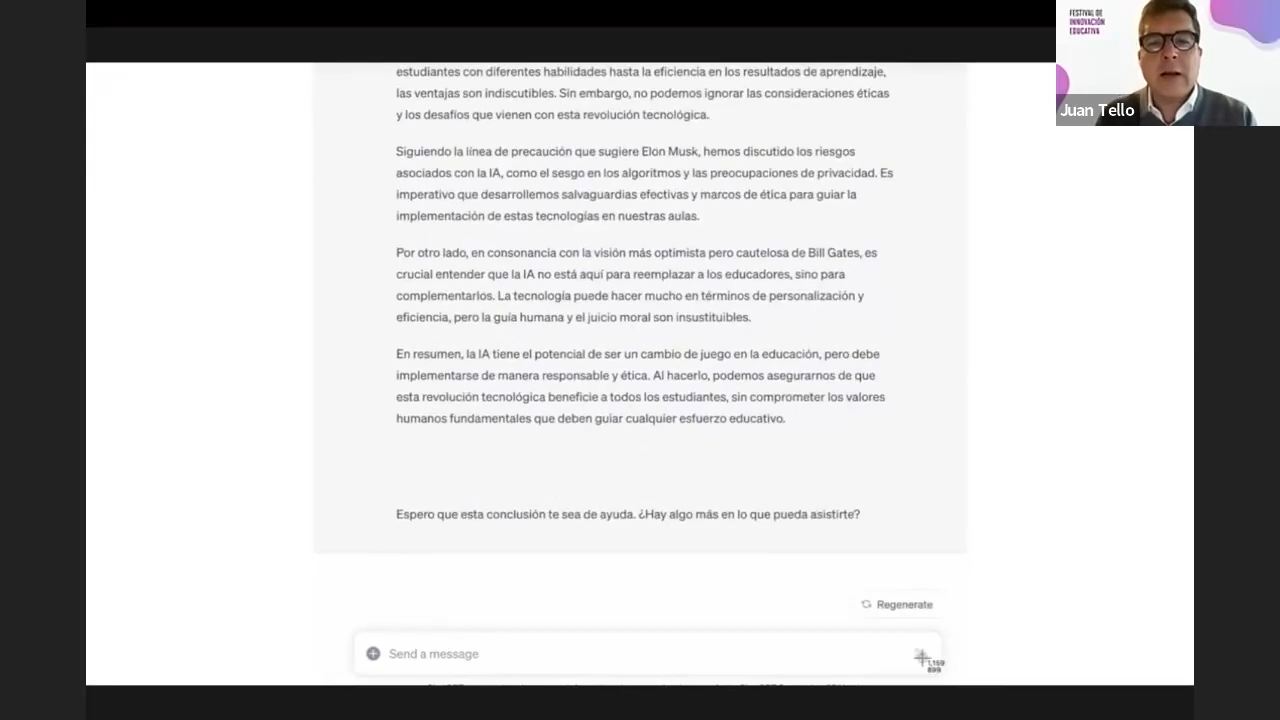 FESTIVAL DE
INNOVACIÓN
EDUCATIVA
Juan Tello
estudiantes con diferentes habilidades hasta la eficiencia en los resultados de aprendizaje,
las ventajas son indiscutibles. Sin embargo, no podemos ignorar las consideraciones éticas
y los desafíos que vienen con esta revolución tecnológica.
Siguiendo la línea de precaución que sugiere Elon Musk, hemos discutido los riesgos
asociados con la IA, como el sesgo en los algoritmos y las preocupaciones de privacidad. Es
imperativo que desarrollemos salvaguardias efectivas y marcos de ética para guiar la
implementación de estas tecnologías en nuestras aulas.
Por otro lado, en consonancia con la visión más optimista pero cautelosa de Bill Gates, es
crucial entender que la IA no está aquí para reemplazar a los educadores, sino para
complementarlos. La tecnología puede hacer mucho en términos de personalización y
eficiencia, pero la guía humana y el juicio moral son insustituibles.
En resumen, la IA tiene el potencial de ser un cambio de juego en la educación, pero debe
implementarse de manera responsable y ética. Al hacerlo, podemos asegurarnos de que
esta revolución tecnológica beneficie a todos los estudiantes, sin comprometer los valores
humanos fundamentales que deben guiar cualquier esfuerzo educativo.
Espero que esta conclusión te sea de ayuda. ¿Hay algo más en lo que pueda asistirte?
Regenerate
Send a message
1,159
899